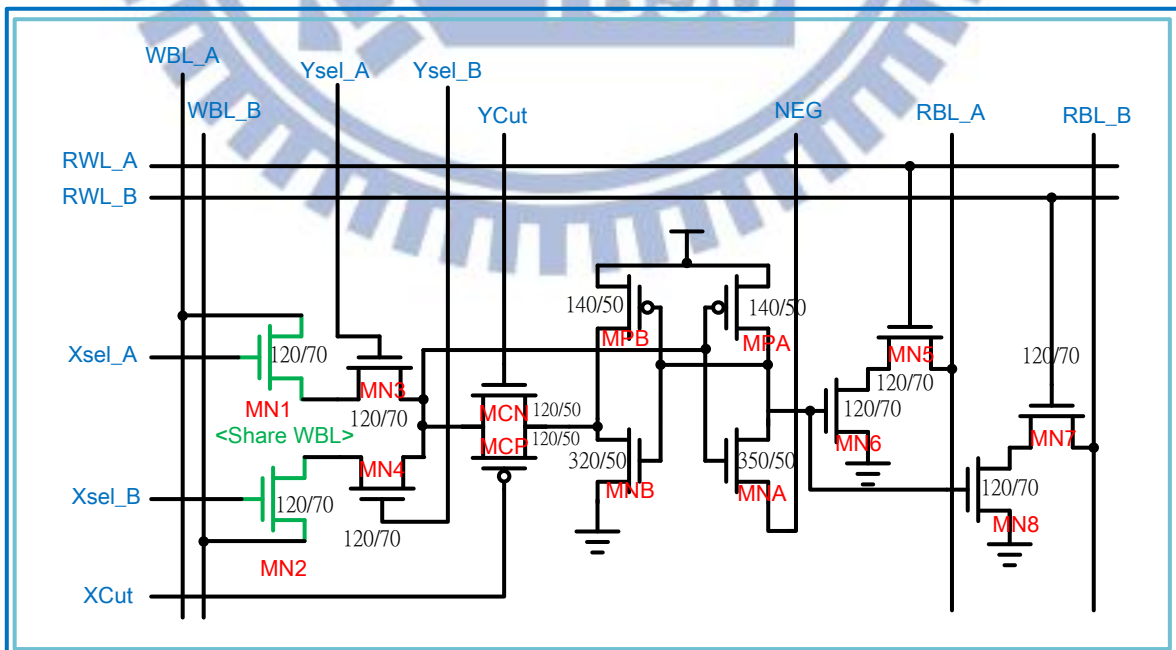 1896
WBL_A
Ysel_A
Ysel_B
WBL_B
YCut
NEG
RBL_A
RBL_B
RWL_A
RWL_B
140/50
140/50
MPB
MPA
Xsel_A
120/70
MN1
<Share WBL>
MN3
120/70
MN5
120/70
120/70
MCN
120/50
MCP
120/50
120/70
MN6
MN7
MN4
320/50
350/50
MNB
MNA
Xsel_B
120/70
120/70
120/70
MN8
MN2
XCut